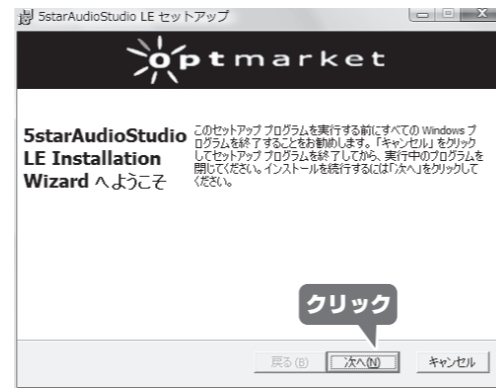 5starAudioStudio LE セットアップ
optmarket
5starAudioStudio
LE Installation
Wizard へようこそ
このセットアップ プログラムを実行する前にすべての Windows プ
ログラムを終了することをお勧めします。「キャンセル」をクリック
してセットアップ プログラムを終了してから、実行中のプログラムを
閉じてください。インストールを続行するには「次へ」をクリックして
ください。
クリック
戻る(B)
次へ(N)
キャンセル